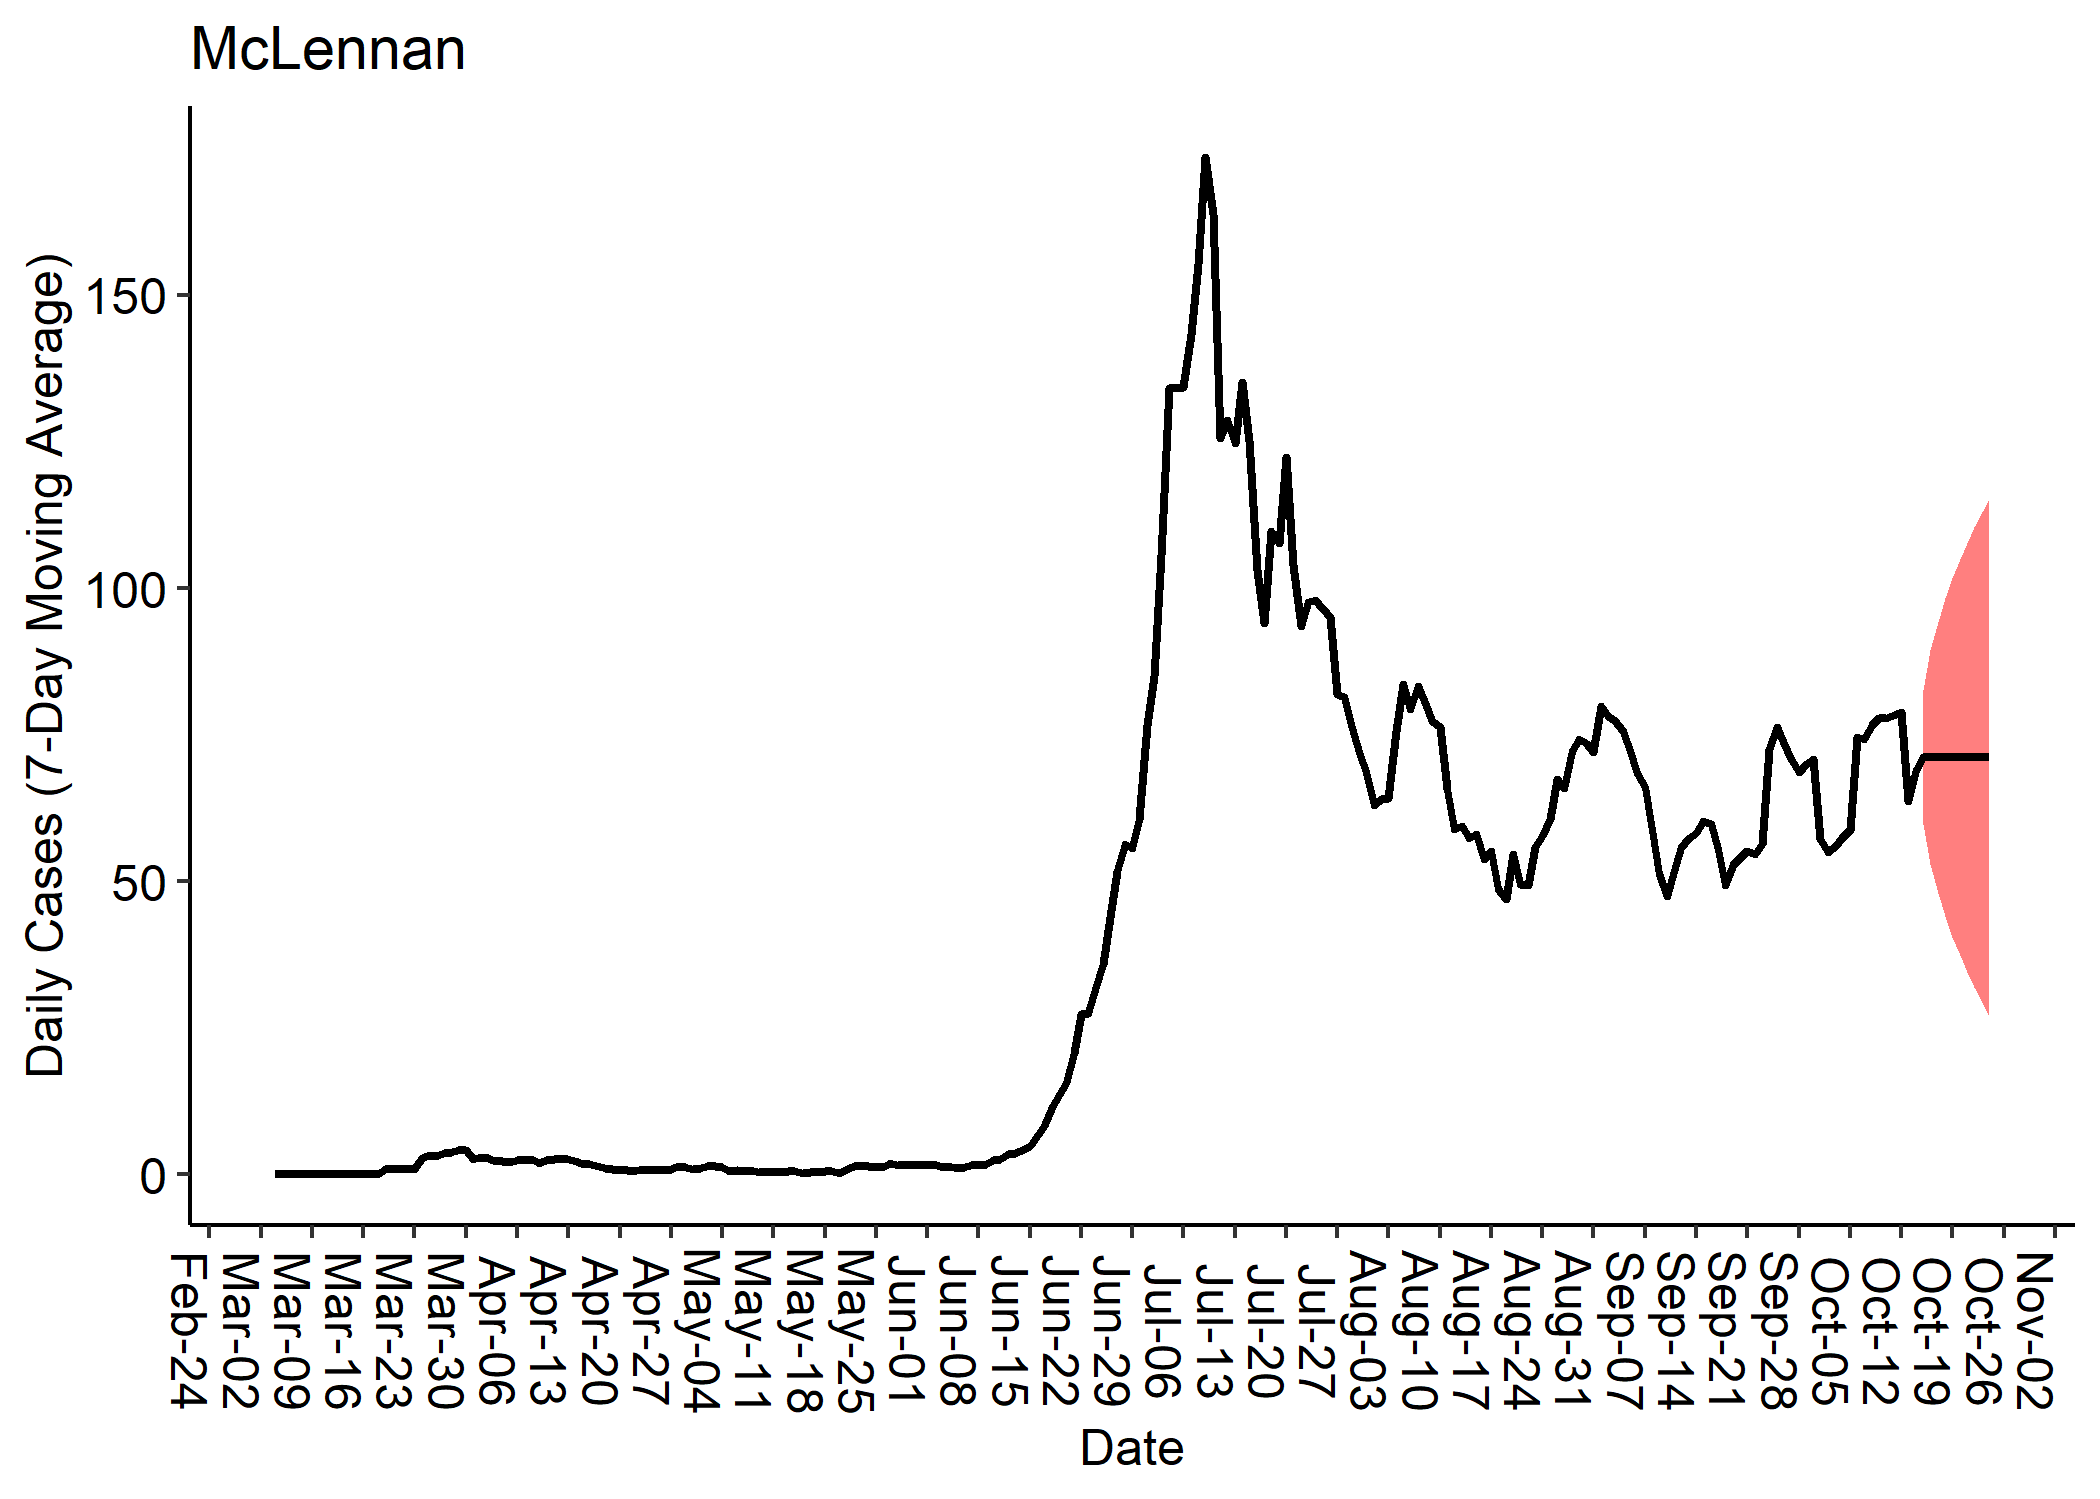 McLennan
Daily Cases (7-Day Moving Average)
150
100
50
0
Feb-24
Mar-02
Mar-09
Mar-16
Mar-23
Mar-30
Apr-06
Apr-13
Apr-20
Apr-27
May-04
May-11
May-18
May-25
Jun-01
Jun-08
Jun-15
Jun-22
Jun-29
Jul-06
Jul-13
Jul-20
Jul-27
Aug-03
Aug-10
Aug-17
Aug-24
Aug-31
Sep-07
Sep-14
Sep-21
Sep-28
Oct-05
Oct-12
Oct-19
Oct-26
Nov-02
Date